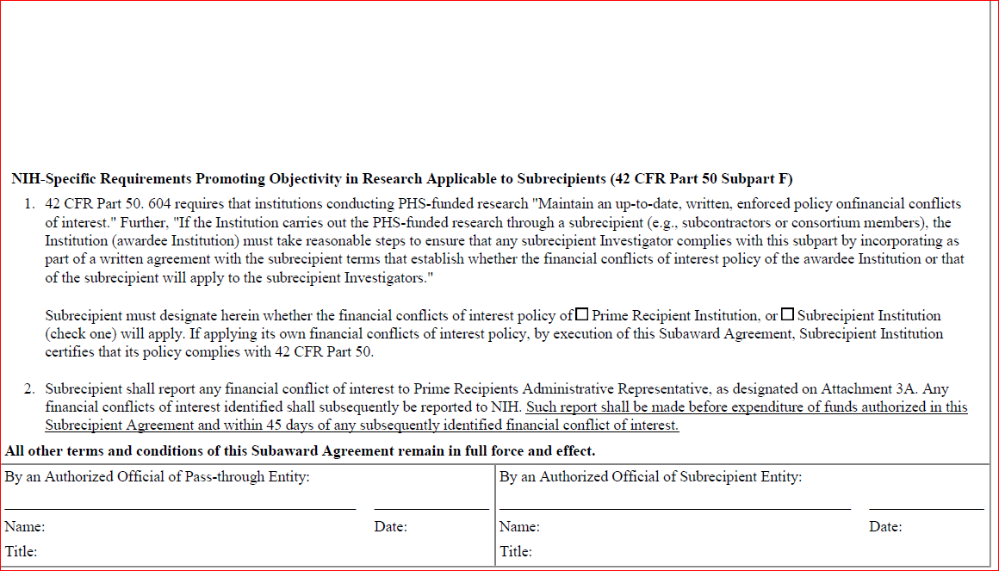 NIH-Specific Requirements Promoting Objectivity in Research Applicable to Subrecipients (42 CFR Part 50 Subpart F)
1. 42 CFR Part 50. 604 requires that institutions conducting PHS-funded research "Maintain an up-to-date, written, enforced policy onfinancial conflicts
of interest." Further, "If the Institution carries out the PHS-funded research through a subrecipient (e.g., subcontractors or consortium members), the
Institution (awardee Institution) must take reasonable steps to ensure that any subrecipient Investigator complies with this subpart by incorporating as
part of a written agreement with the subrecipient terms that establish whether the financial conflicts of interest policy of the awardee Institution or that
of the subrecipient will apply to the subrecipient Investigators."
Subrecipient must designate herein whether the financial conflicts of interest policy of ☐ Prime Recipient Institution, or ☐ Subrecipient Institution
(check one) will apply. If applying its own financial conflicts of interest policy, by execution of this Subaward Agreement, Subrecipient Institution
certifies that its policy complies with 42 CFR Part 50.
2. Subrecipient shall report any financial conflict of interest to Prime Recipients Administrative Representative, as designated on Attachment 3A. Any
financial conflicts of interest identified shall subsequently be reported to NIH. Such report shall be made before expenditure of funds authorized in this
Subrecipient Agreement and within 45 days of any subsequently identified financial conflict of interest.
All other terms and conditions of this Subaward Agreement remain in full force and effect.
By an Authorized Official of Pass-through Entity:
Name: Date:
Title:
By an Authorized Official of Subrecipient Entity:
Name: Date:
Title: